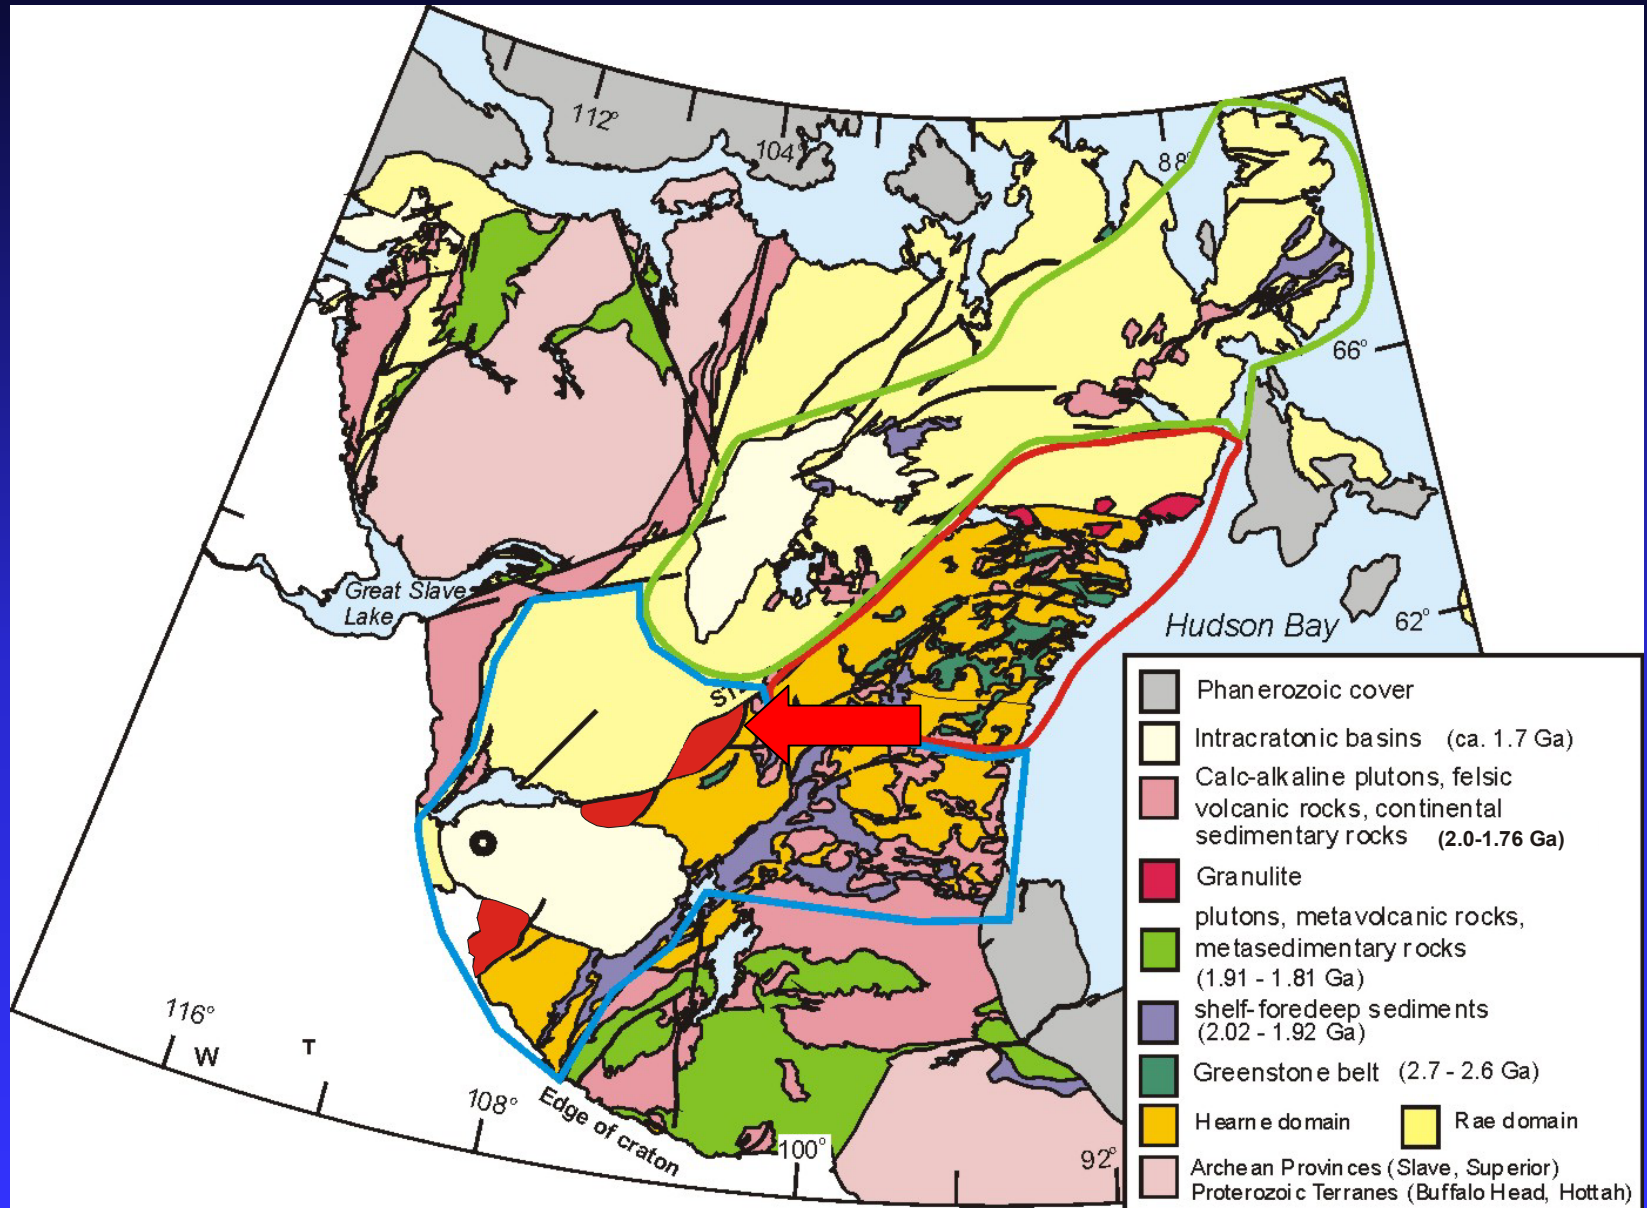 112°
104°
88°
66°
Great Slave
Lake
62°
Hudson Bay
116°
W
T
108°
Edge of craton
100°
92°
Phanerozoic cover
Intracratonic basins (ca. 1.7 Ga)
Calc-alkaline plutons, felsic
volcanic rocks, continental
sedimentary rocks (2.0-1.76 Ga)
Granulite
plutons, metavolcanic rocks,
metasedimentary rocks
(1.91 - 1.81 Ga)
shelf-foredeep sediments
(2.02 - 1.92 Ga)
Greenstone belt (2.7 - 2.6 Ga)
Hearne domain Rae domain
Archean Provinces (Slave, Superior)
Proterozoic Terranes (Buffalo Head, Hottah)